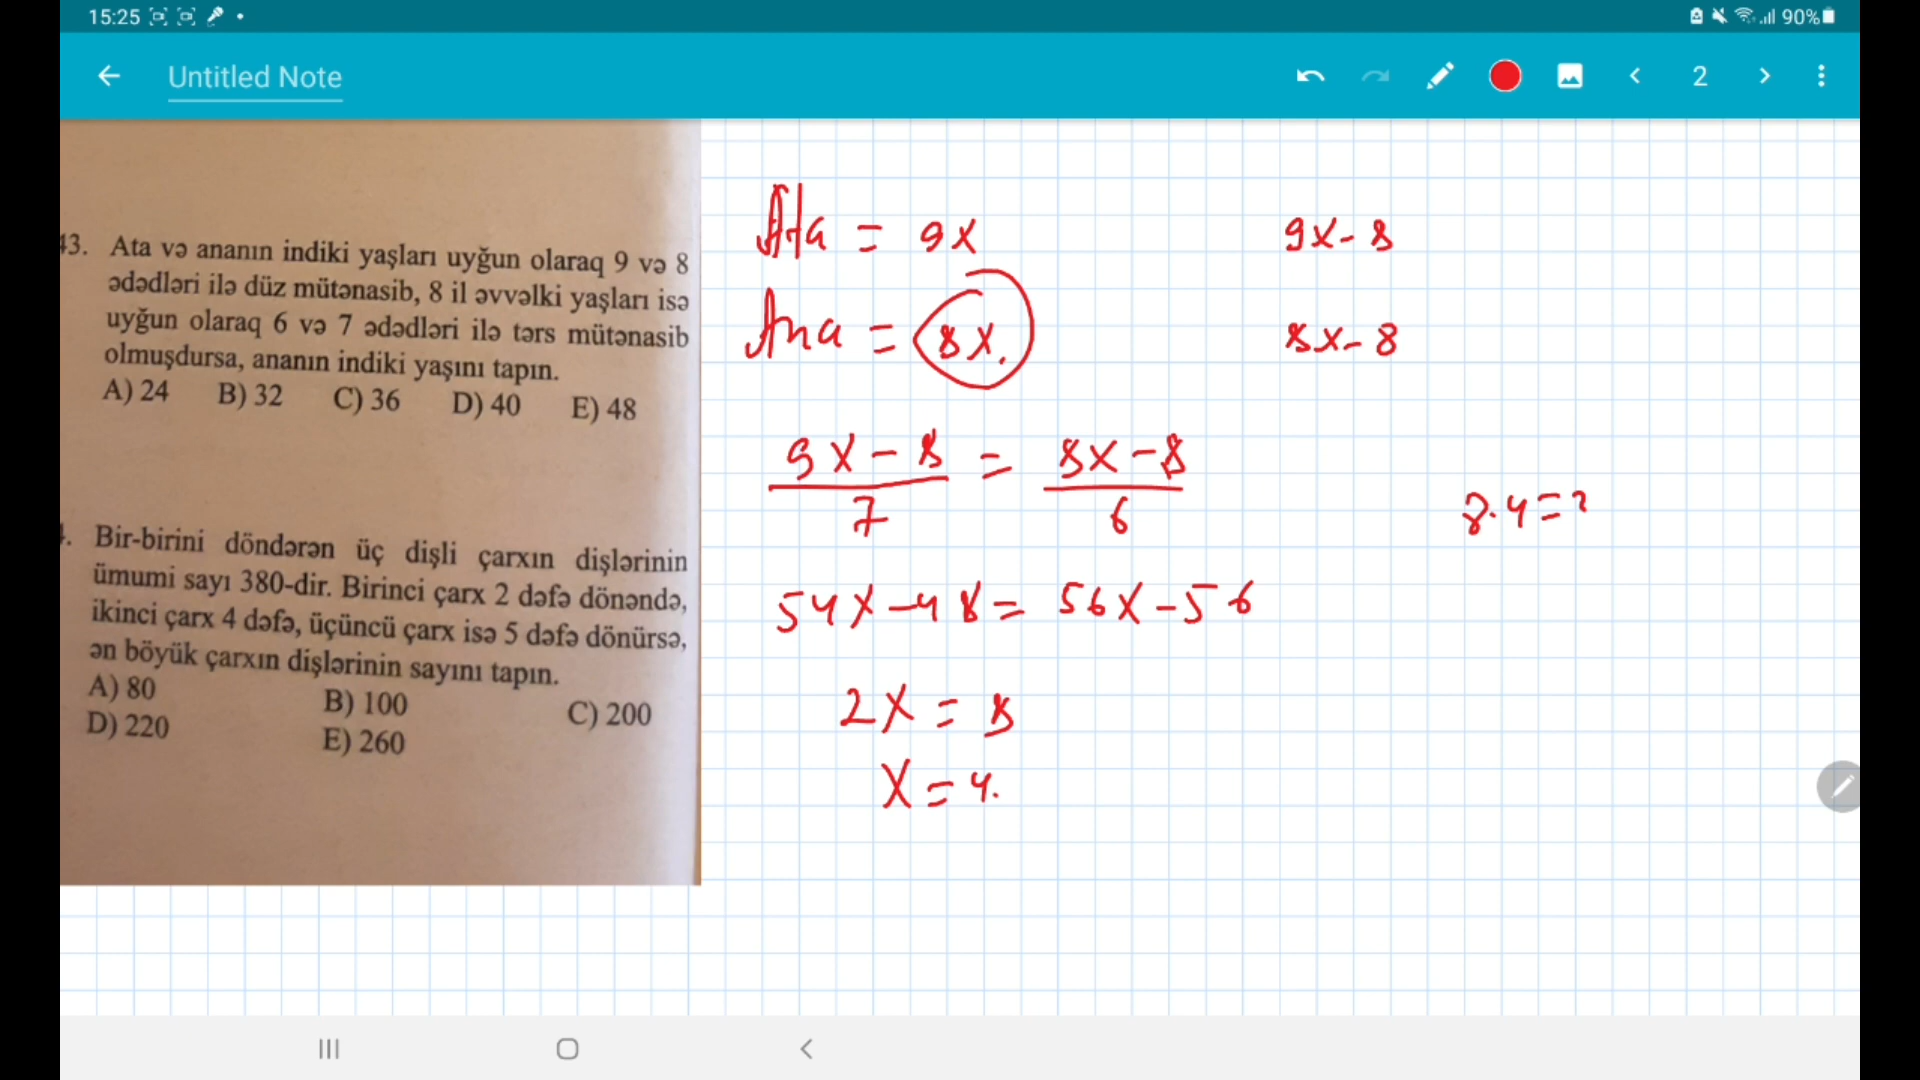 15:25
90%
Untitled Note
2
43. Ata və ananın indiki yaşları uyğun olaraq 9 və 8
ədədləri ilə düz mütənasib, 8 il əvvəlki yaşları isə
uyğun olaraq 6 və 7 ədədləri ilə tərs mütənasib
olmuşdursa, ananın indiki yaşını tapın.
A) 24 B) 32 C) 36 D) 40 E) 48
. Bir-birini döndərən üç dişli çarxın dişlərinin
ümumi sayı 380-dir. Birinci çarx 2 dəfə dönəndə,
ikinci çarx 4 dəfə, üçüncü çarx isə 5 dəfə dönürsə,
ən böyük çarxın dişlərinin sayını tapın.
A) 80 B) 100 C) 200
D) 220 E) 260
Ata = 9x
9x-8
Ana = 8x.
8x-8
9x-8 = 8x-8
7 6
8.4=?
54x-48= 56x-56
2x = 8
x=4.